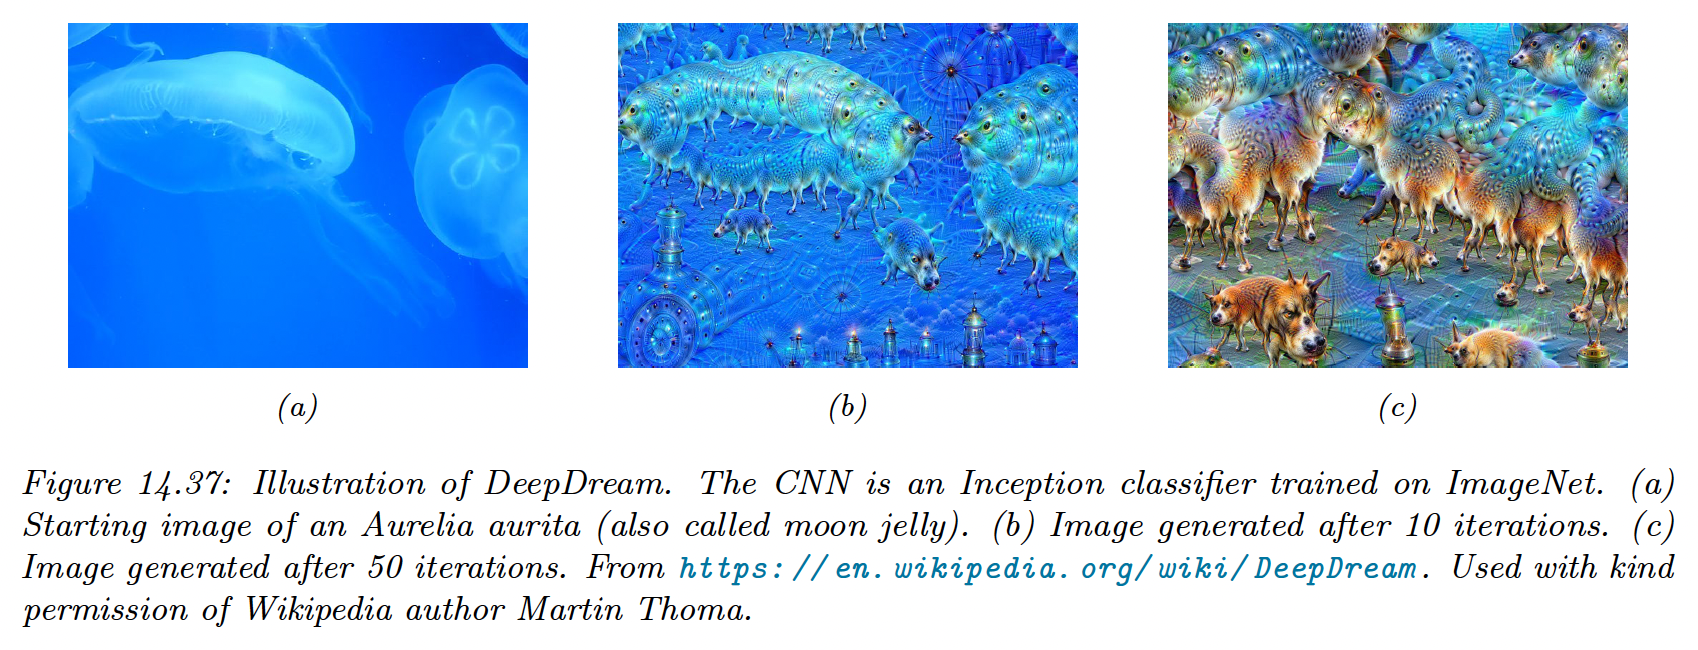 (a)
(b)
(c)
Figure 14.37: Illustration of DeepDream. The CNN is an Inception classifier trained on ImageNet. (a)
Starting image of an Aurelia aurita (also called moon jelly). (b) Image generated after 10 iterations. (c)
Image generated after 50 iterations. From https://en.wikipedia.org/wiki/DeepDream. Used with kind
permission of Wikipedia author Martin Thoma.